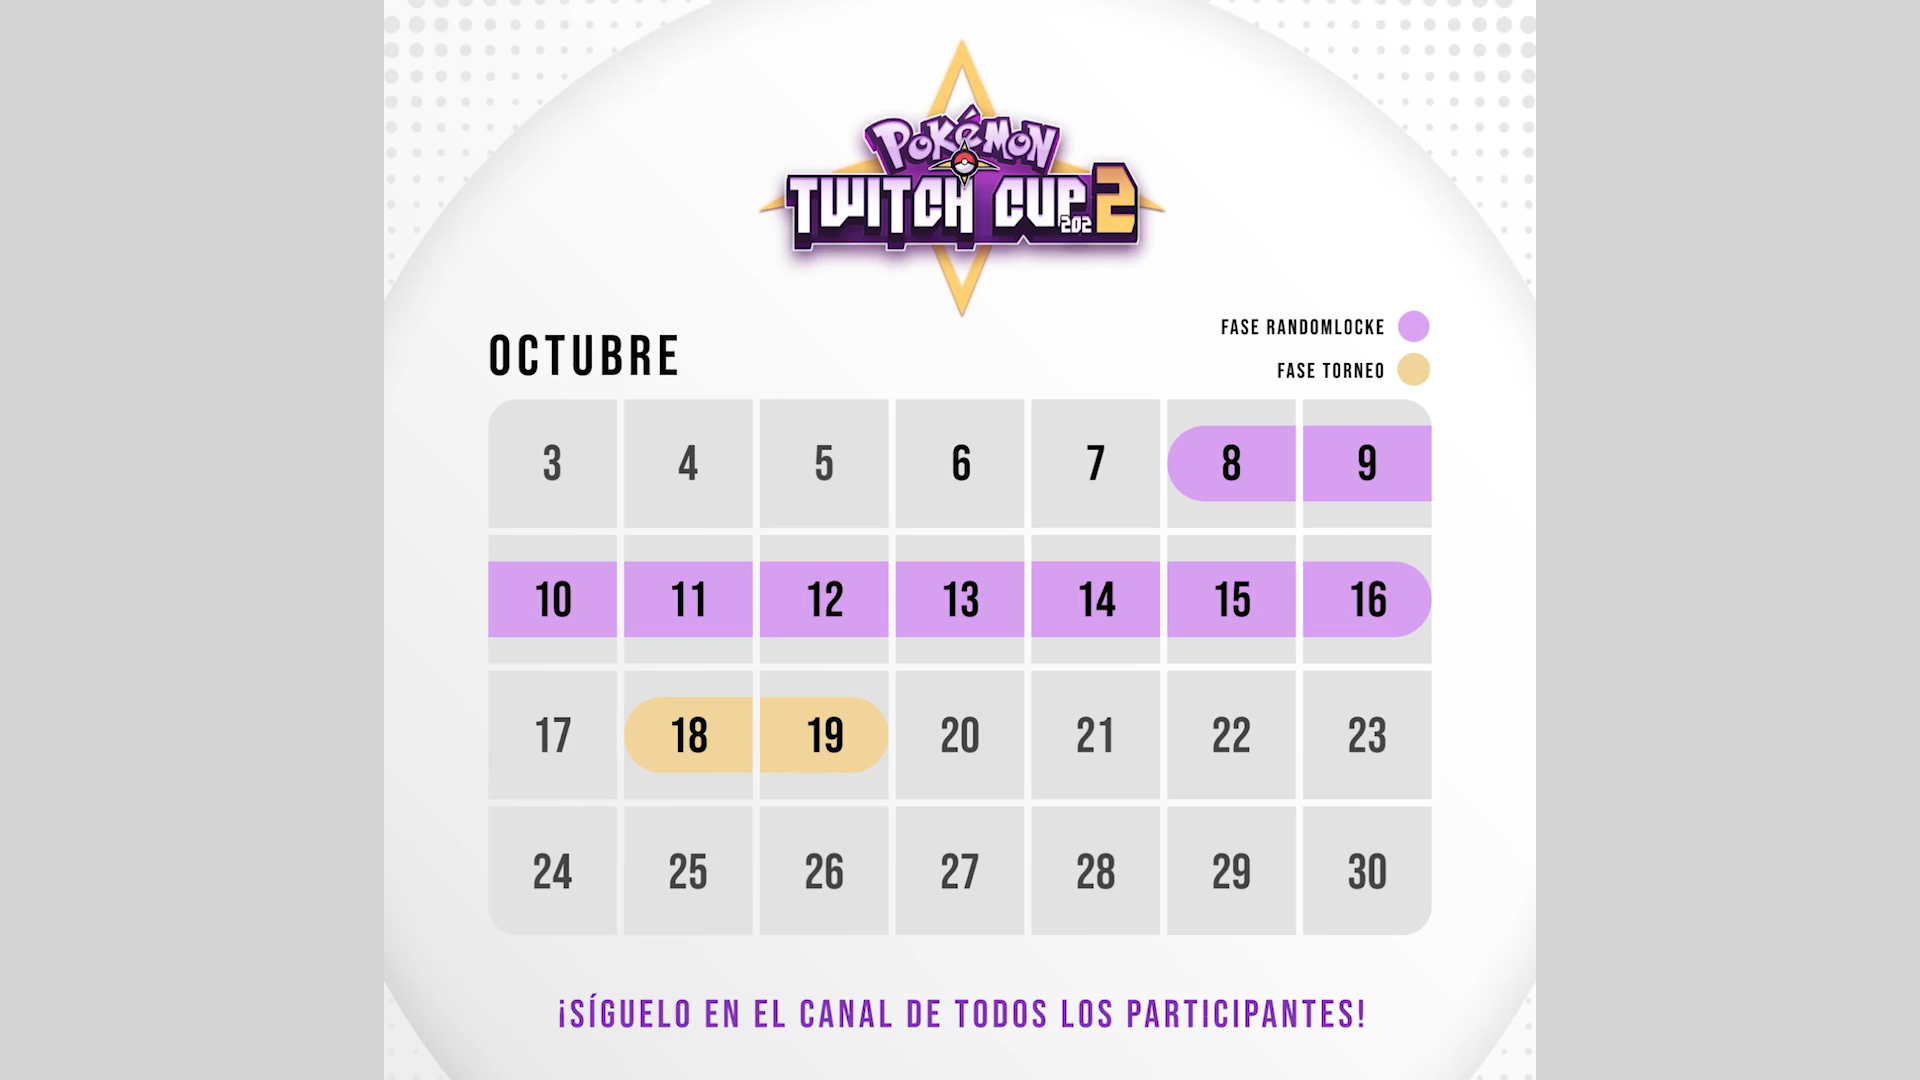 POKÉMON
TWITCH CUP 2022
FASE RANDOMLOCKE
OCTUBRE
FASE TORNEO
3 4 5 6 7 8 9
10 11 12 13 14 15 16
17 18 19 20 21 22 23
24 25 26 27 28 29 30
¡SÍGUELO EN EL CANAL DE TODOS LOS PARTICIPANTES!